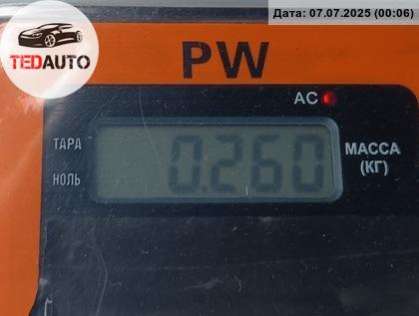 Дата: 07.07.2025 (00:06)
TEDAUTO
PW
AC
ТАРА
НОЛЬ
0.260
МАССА
(КГ)